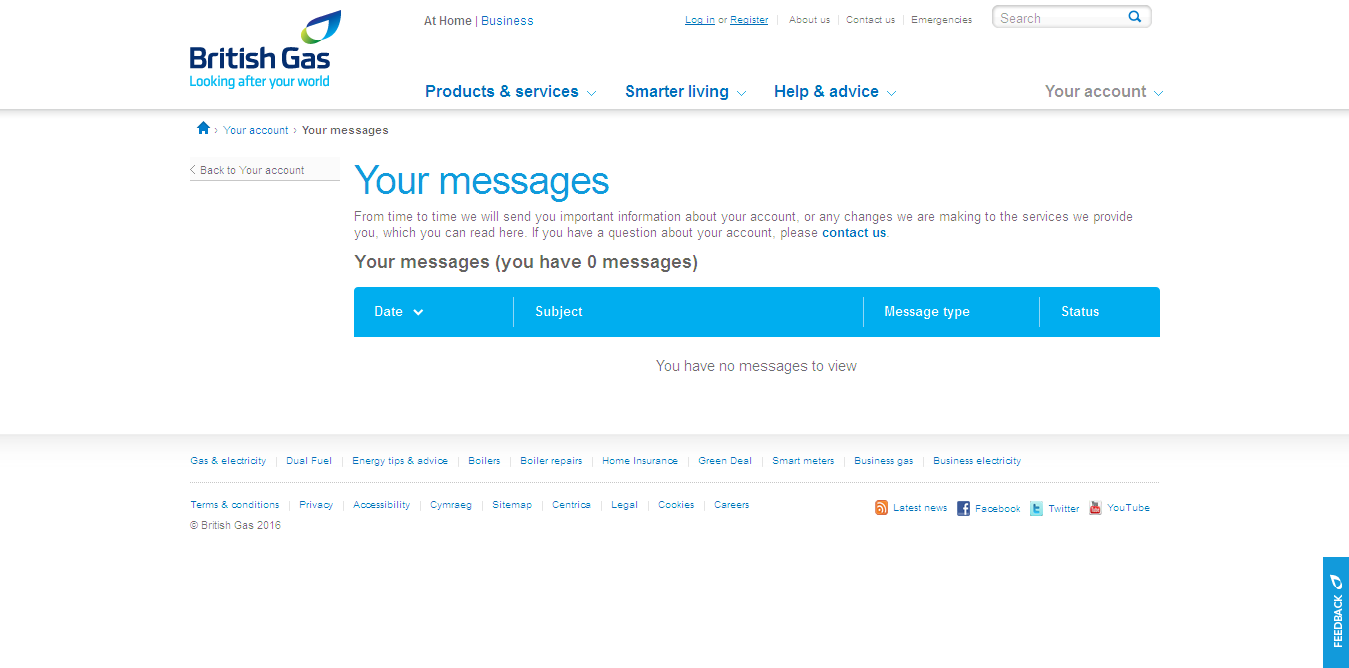 British Gas
Looking after your world
At Home | Business
Log in or Register
About us
Contact us
Emergencies
Search
Products & services
Smarter living
Help & advice
Your account
› Your account › Your messages
Back to Your account
Your messages
From time to time we will send you important information about your account, or any changes we are making to the services we provide
you, which you can read here. If you have a question about your account, please contact us.
Your messages (you have 0 messages)
Date
Subject
Message type
Status
You have no messages to view
Gas & electricity
Dual Fuel
Energy tips & advice
Boilers
Boiler repairs
Home Insurance
Green Deal
Smart meters
Business gas
Business electricity
Terms & conditions
Privacy
Accessibility
Cymraeg
Sitemap
Centrica
Legal
Cookies
Careers
Latest news
Facebook
Twitter
YouTube
© British Gas 2016
FEEDBACK